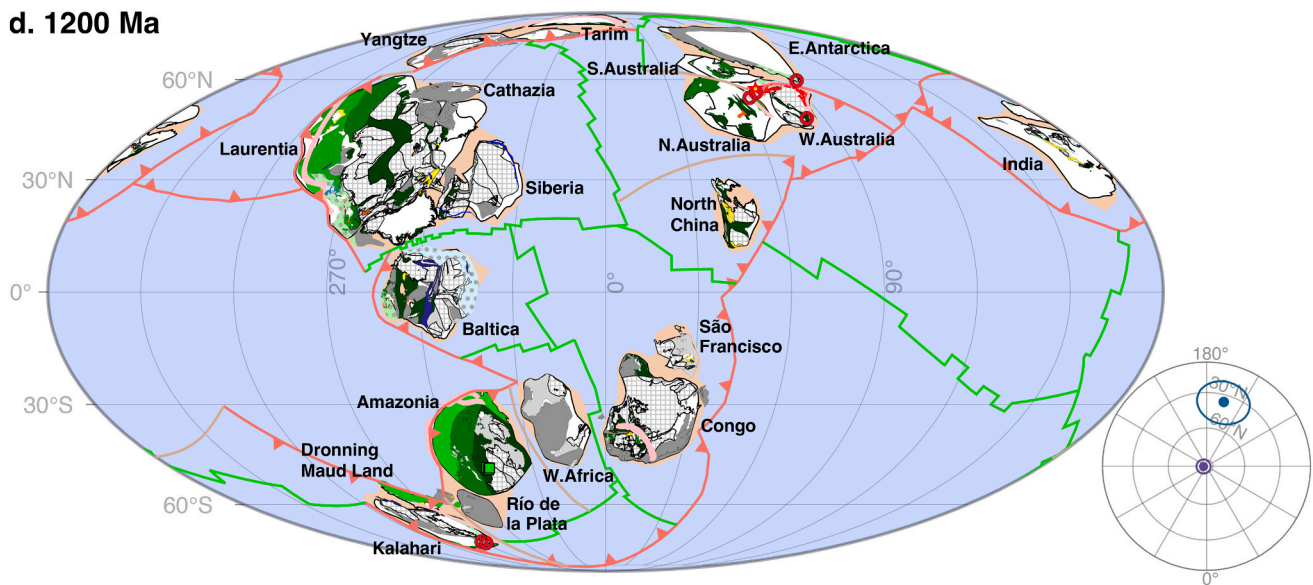 d. 1200 Ma
Yangtze
Tarim
E.Antarctica
S.Australia
60°N
Cathazia
Laurentia
N.Australia
W.Australia
India
30°N
Siberia
North
China
270°
0°
90°
0°
Baltica
São
Francisco
180°
30°N
60°N
30°S
Amazonia
Congo
Dronning
Maud Land
W.Africa
60°S
Río de
la Plata
Kalahari
0°